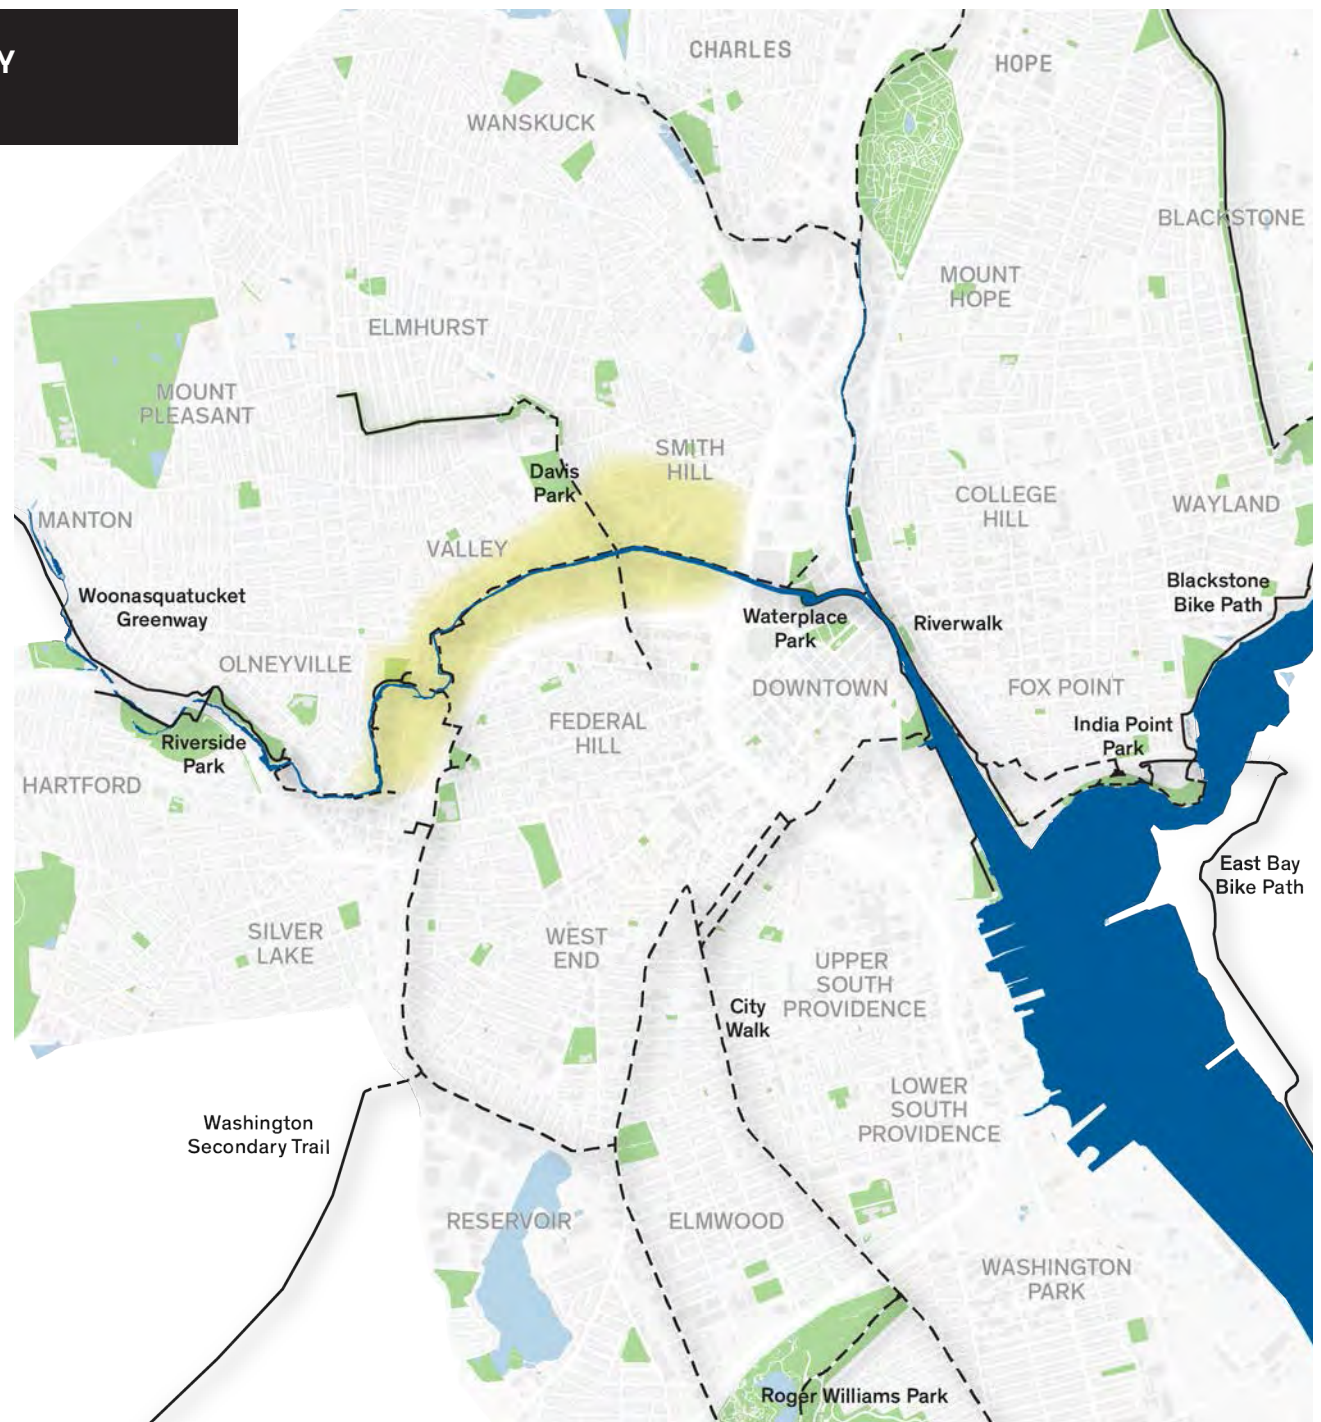 Y
CHARLES
HOPE
WANSKUCK
BLACKSTONE
MOUNT
HOPE
ELMHURST
MOUNT
PLEASANT
SMITH
HILL
Davis
Park
COLLEGE
HILL
WAYLAND
MANTON
VALLEY
Woonasquatucket
Greenway
Blackstone
Bike Path
Waterplace
Park
Riverwalk
OLNEYVILLE
DOWNTOWN
FOX POINT
FEDERAL
HILL
India Point
Park
Riverside
Park
HARTFORD
East Bay
Bike Path
SILVER
LAKE
WEST
END
UPPER
SOUTH
PROVIDENCE
City
Walk
LOWER
SOUTH
PROVIDENCE
Washington
Secondary Trail
RESERVOIR
ELMWOOD
WASHINGTON
PARK
Roger Williams Park